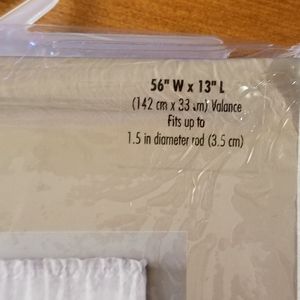 56" W x 13" L
(142 cm x 33 cm) Valance
Fits up to
1.5 in diameter rod (3.5 cm)